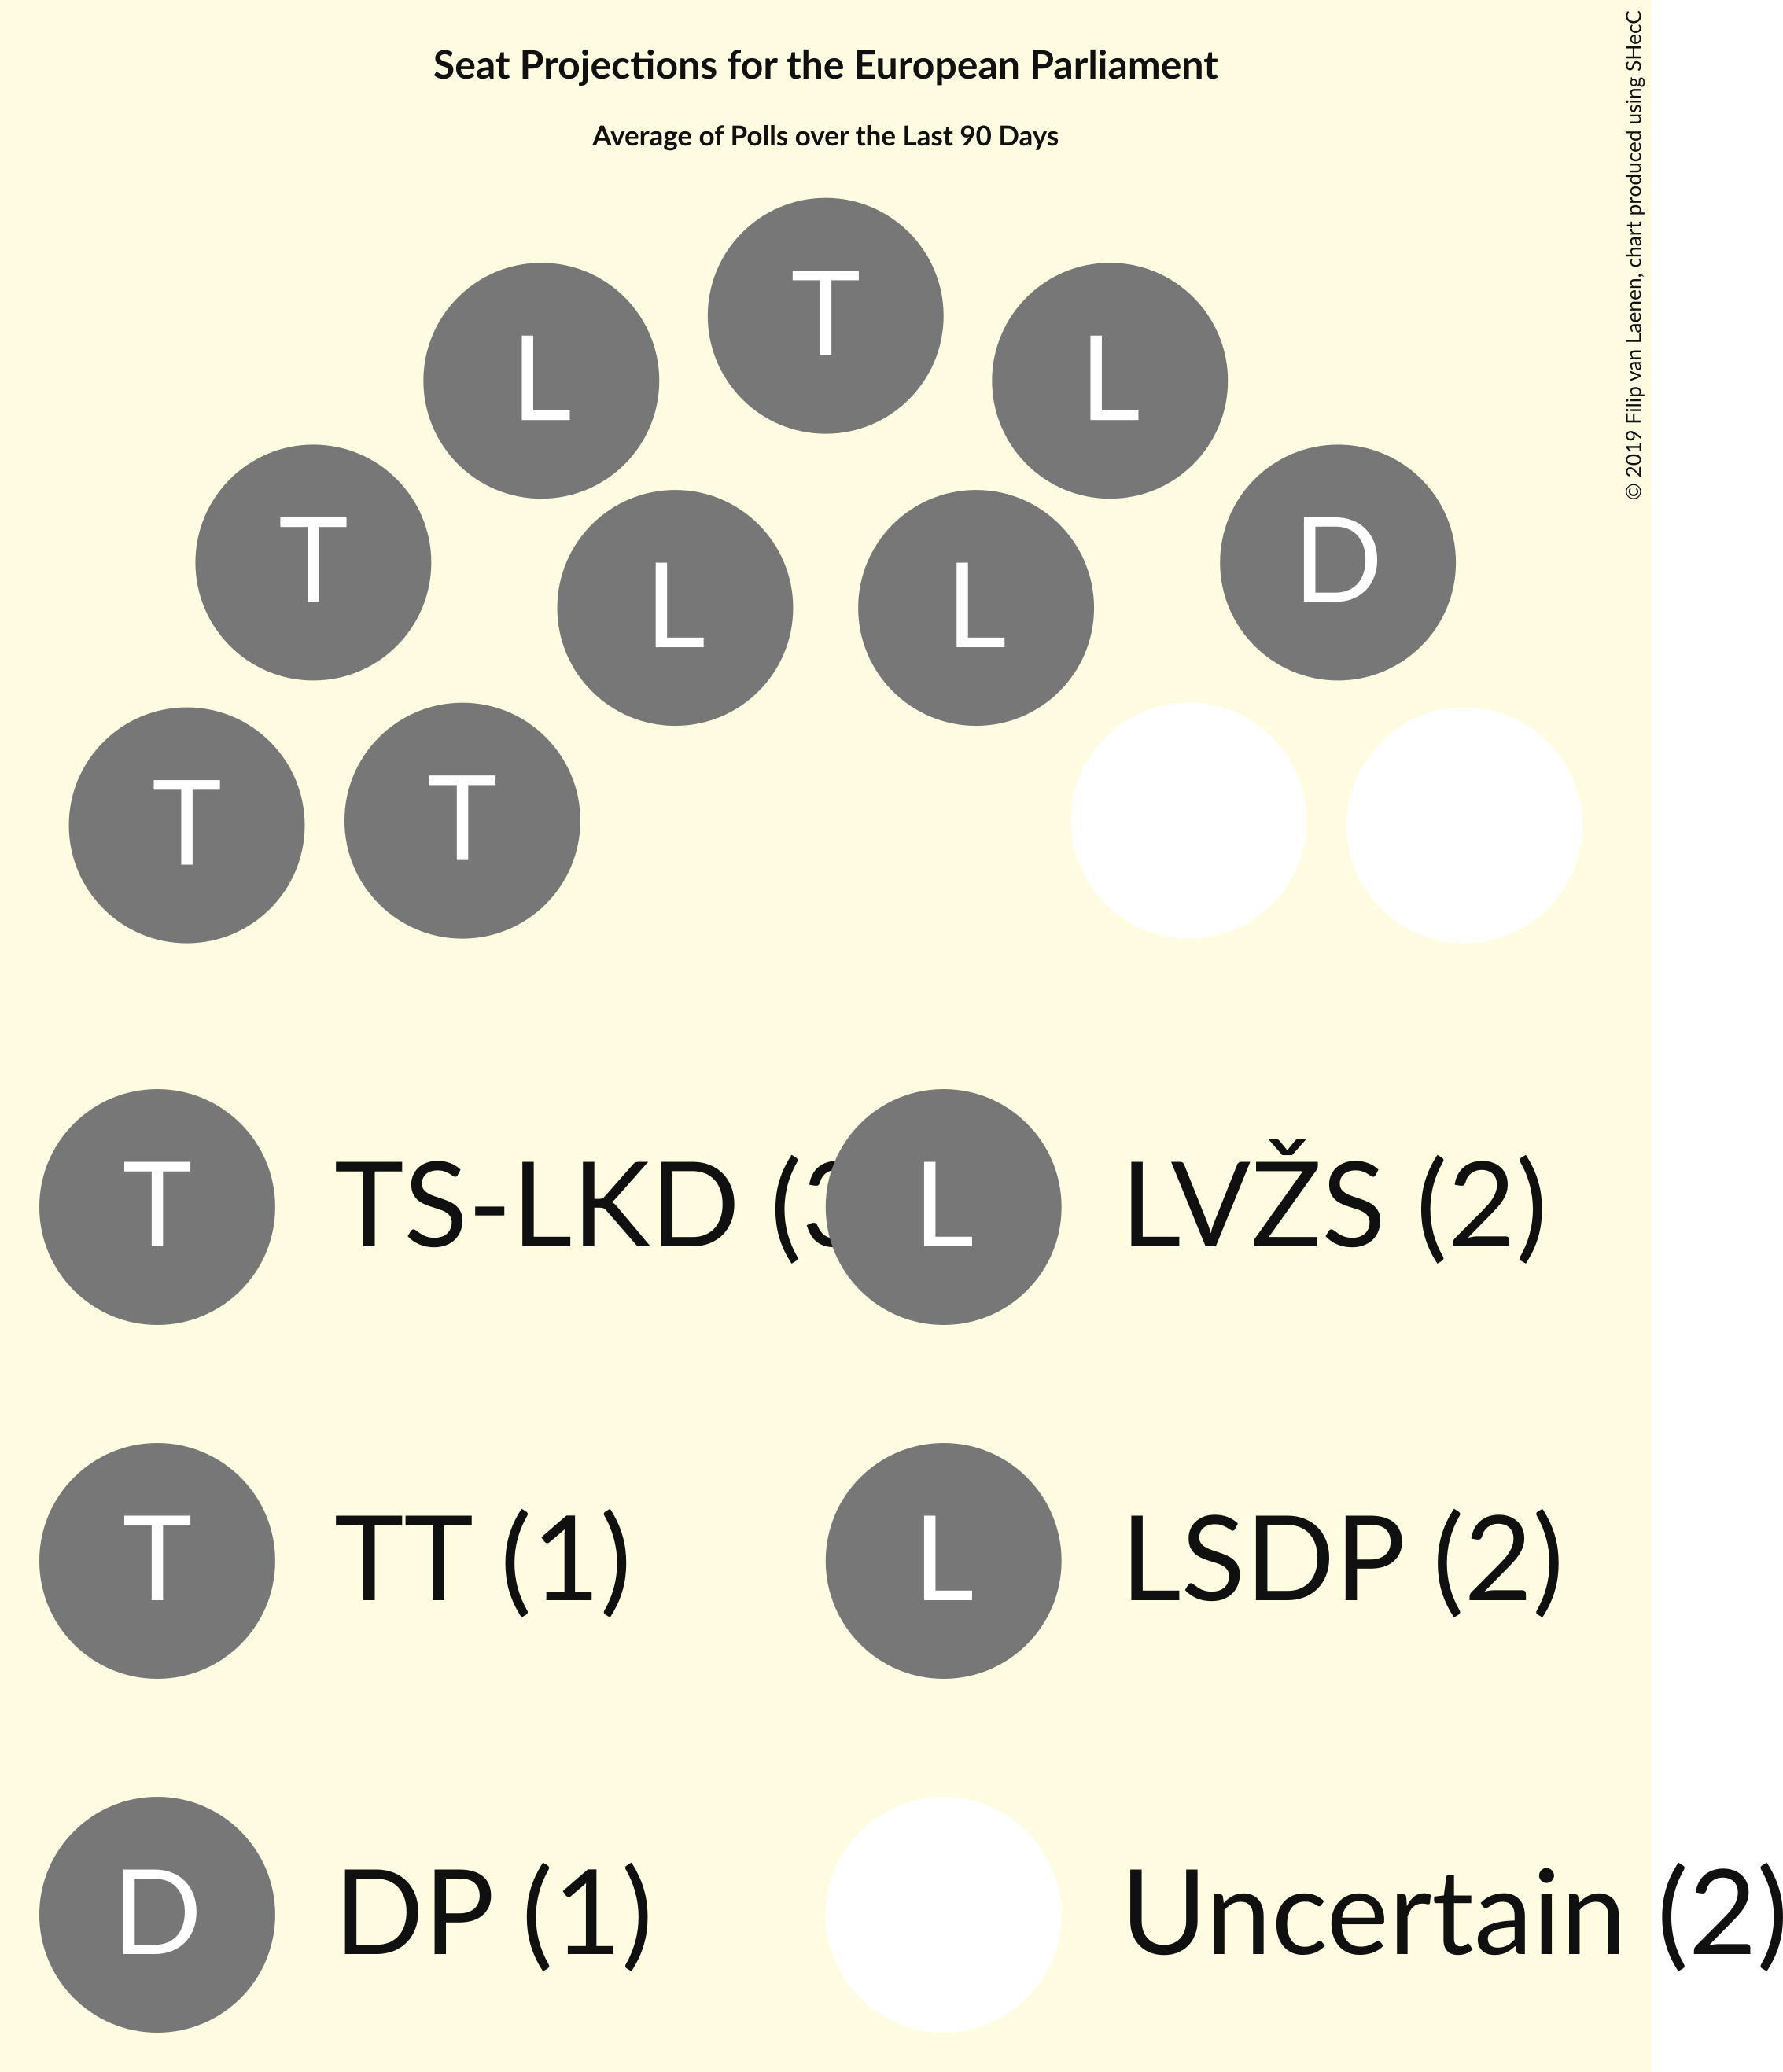 Seat Projections for the European Parliament
Average of Polls over the Last 90 Days
© 2019 Filip van Laenen, chart produced using SHecC
T
L L
T D
L L
T T
T TS-LKD (3 L LVŽS (2)
T TT (1) L LSDP (2)
D DP (1) Uncertain (2)